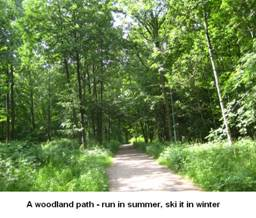 A woodland path - run in summer, ski it in winter